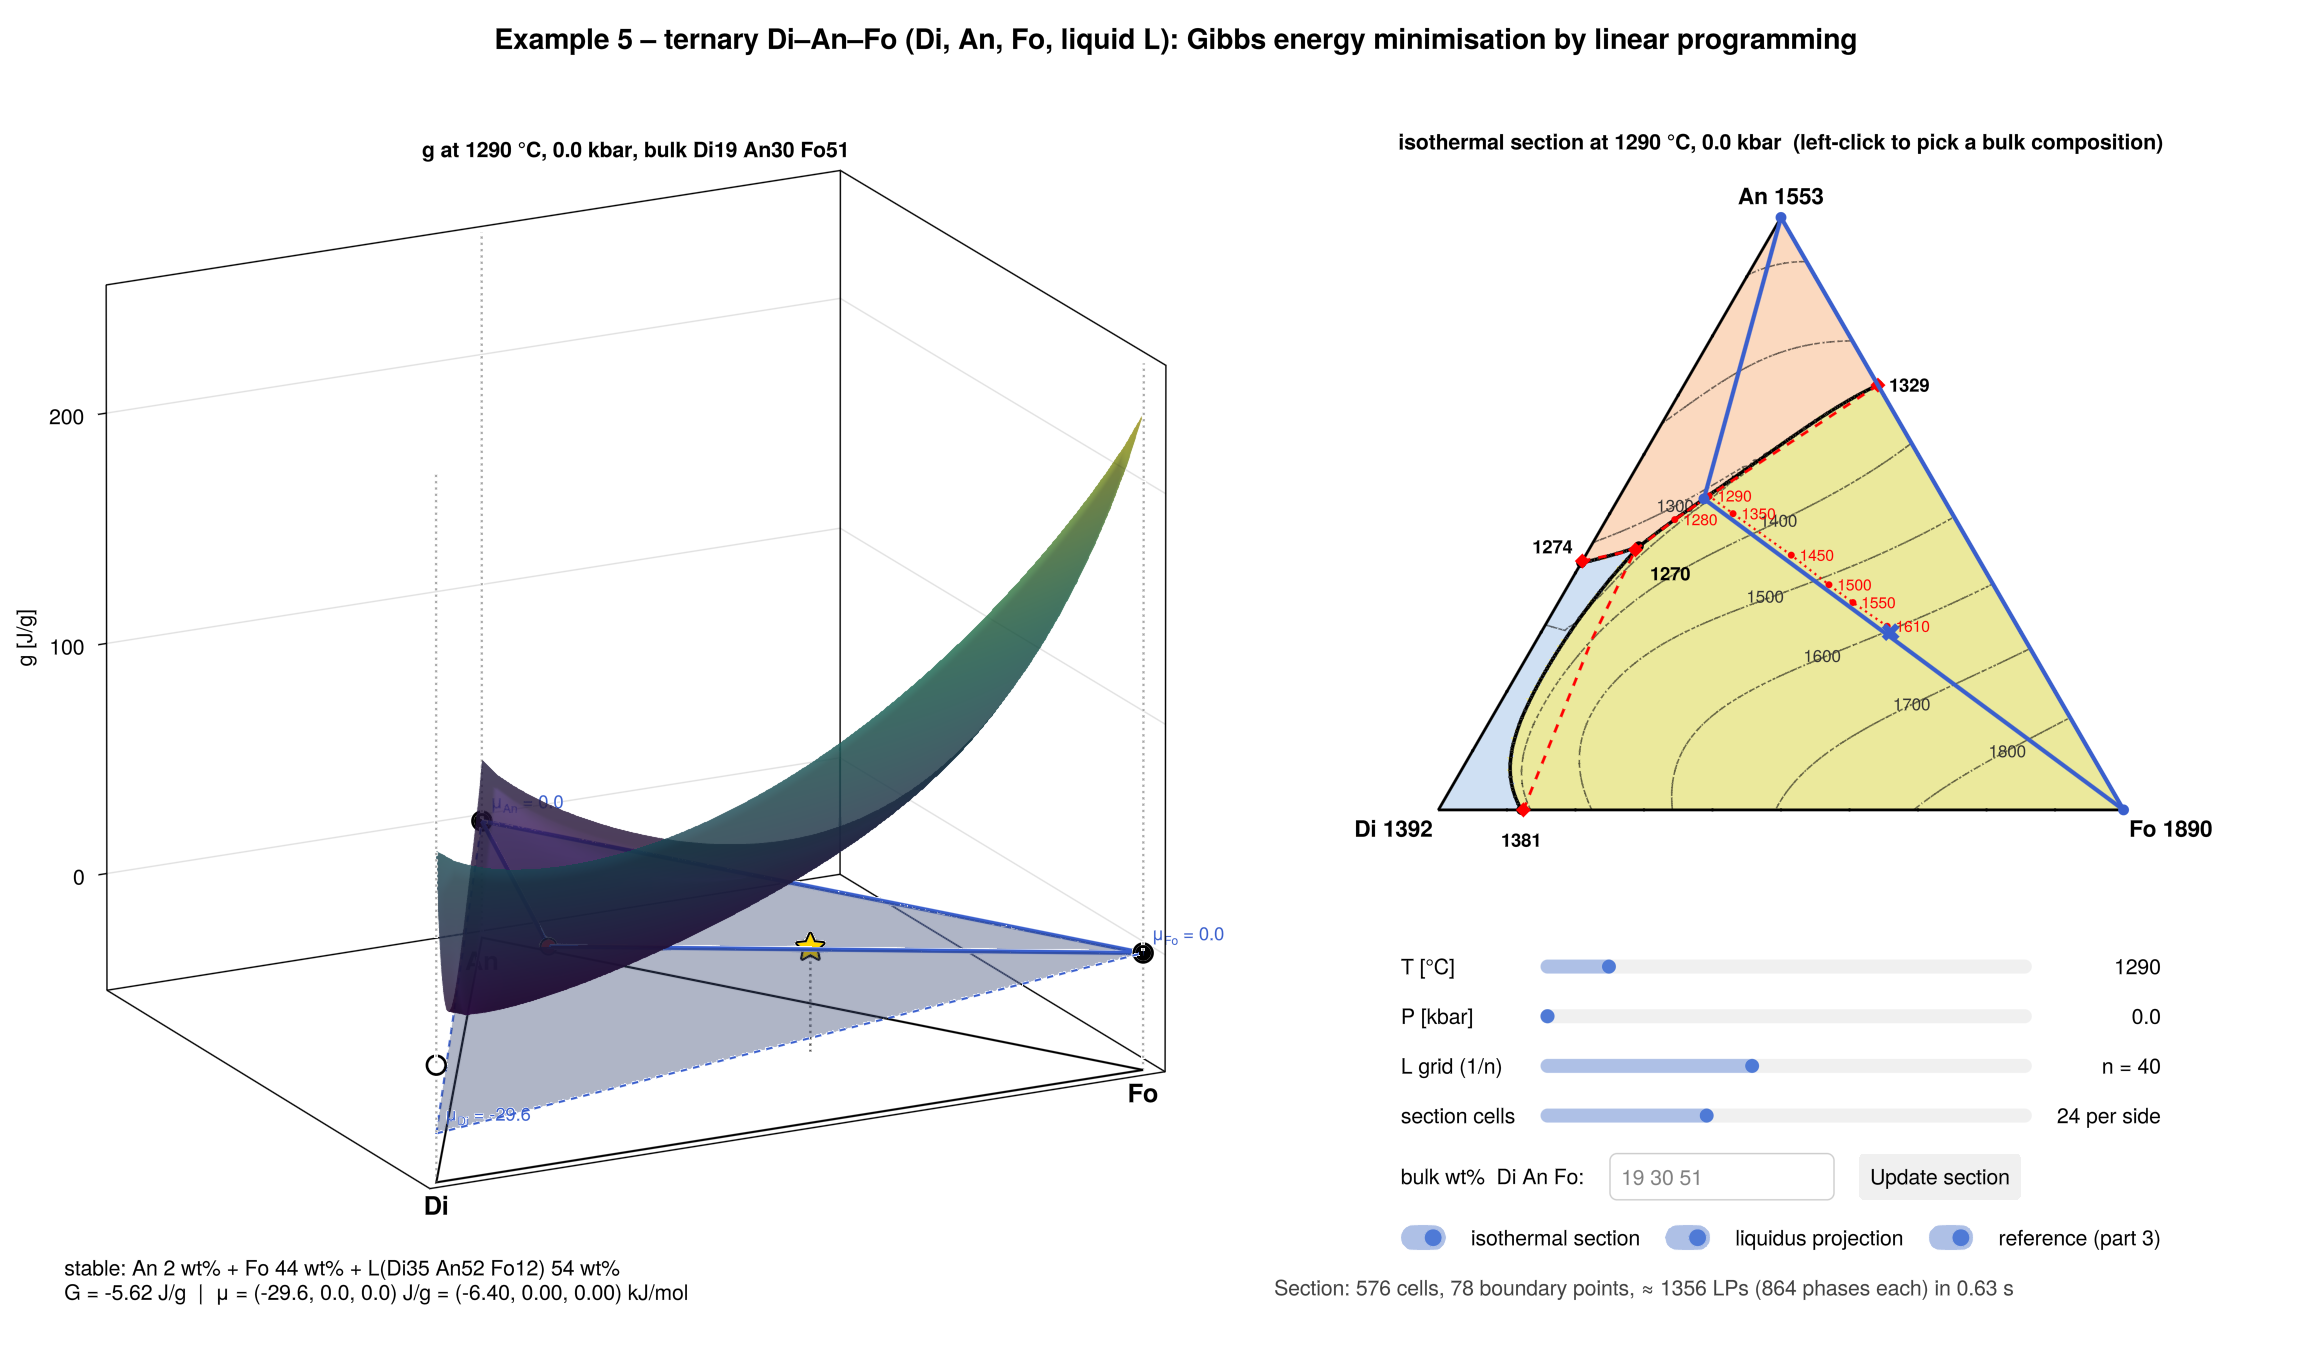 Example 5 – ternary Di–An–Fo (Di, An, Fo, liquid L): Gibbs energy minimisation by linear programming
g at 1290 °C, 0.0 kbar, bulk Di19 An30 Fo51
200
100
0
g [J/g]
μAn = 0.0
μFo = 0.0
μDi = -29.6
An
Fo
Di
stable: An 2 wt% + Fo 44 wt% + L(Di35 An52 Fo12) 54 wt%
G = -5.62 J/g | μ = (-29.6, 0.0, 0.0) J/g = (-6.40, 0.00, 0.00) kJ/mol
isothermal section at 1290 °C, 0.0 kbar (left-click to pick a bulk composition)
An 1553
1329
1300
1290
1280
1350
1400
1274
1450
1270
1500
1500
1550
1610
1600
1700
1800
Di 1392
Fo 1890
1381
T [°C] 1290
P [kbar] 0.0
L grid (1/n) n = 40
section cells 24 per side
bulk wt% Di An Fo: 19 30 51 Update section
isothermal section liquidus projection reference (part 3)
Section: 576 cells, 78 boundary points, ≈ 1356 LPs (864 phases each) in 0.63 s